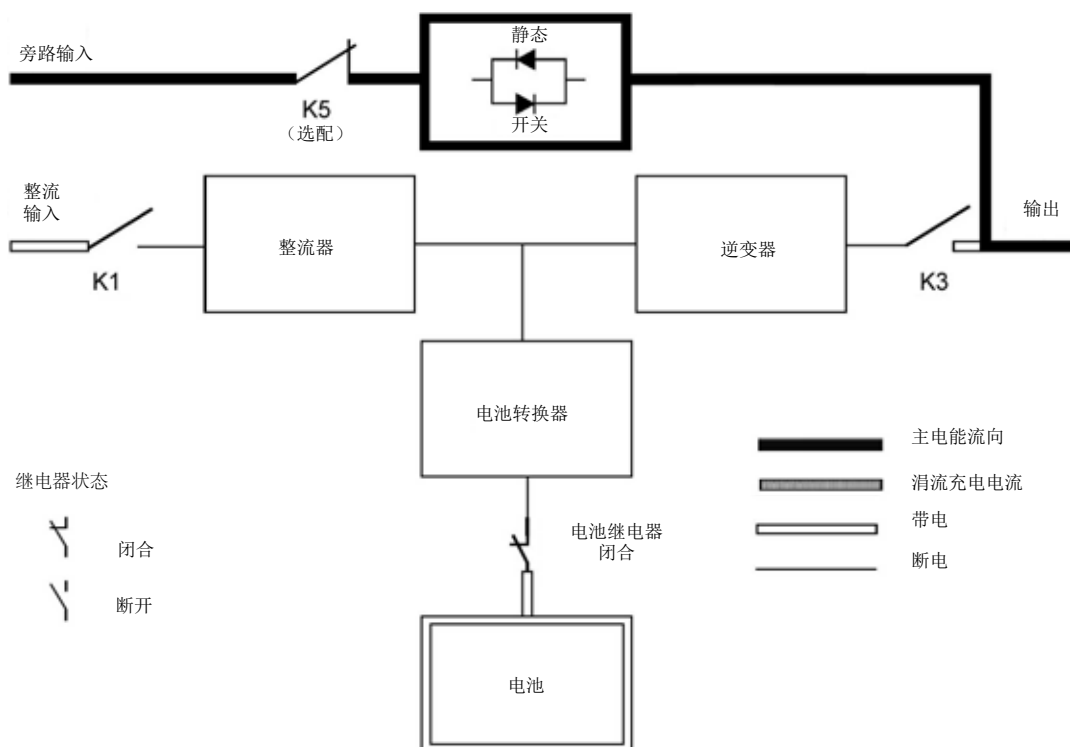 旁路输入
静态
开关
K5
（选配）
整流
输入
K1
整流器
逆变器
K3
输出
电池转换器
继电器状态
闭合
断开
电池继电器
闭合
电池
主电能流向
涓流充电电流
带电
断电